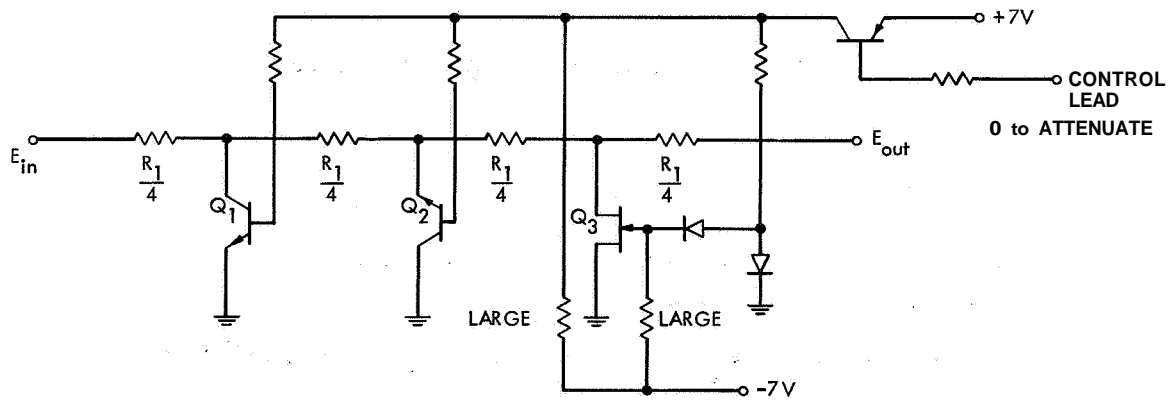 +7V
CONTROL
LEAD
0 to ATTENUATE
E_in
R_1/4
R_1/4
R_1/4
R_1/4
E_out
Q_1
Q_2
Q_3
LARGE
LARGE
-7V